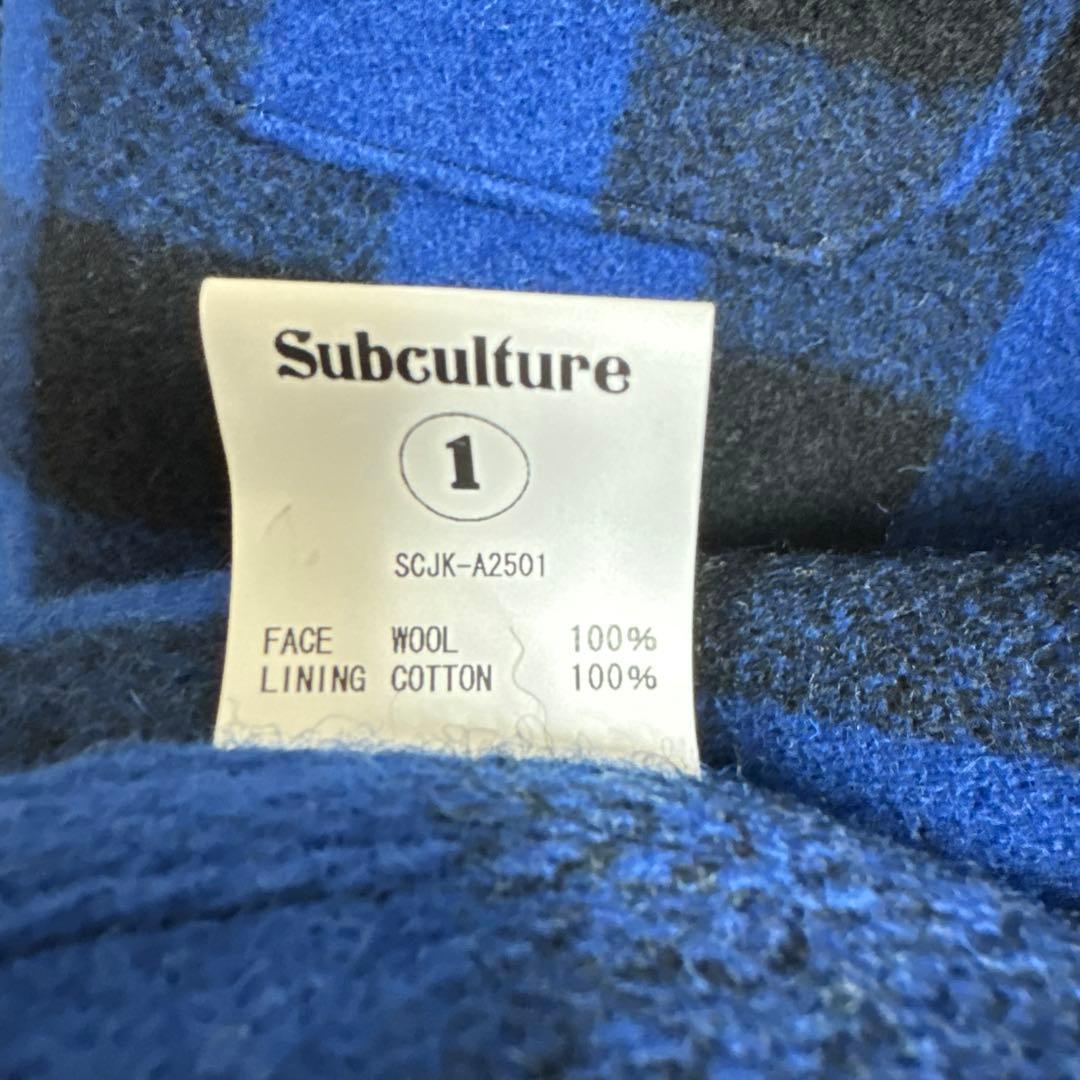 Subculture
1
SCJK-A2501
FACE WOOL 100%
LINING COTTON 100%